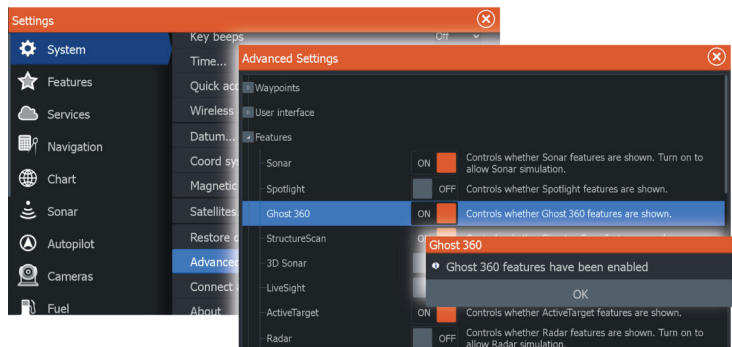 Settings
System
Features
Services
Navigation
Chart
Sonar
Autopilot
Cameras
Fuel
Key beeps Off
Time...
Quick acc
Wireless
Datum...
Coord sy
Magnetic
Satellites
Restore d
Advanced
Connect a
About
Advanced Settings
Waypoints
User interface
Features
Sonar ON Controls whether Sonar features are shown. Turn on to
allow Sonar simulation.
Spotlight OFF Controls whether Spotlight features are shown.
Ghost 360 ON Controls whether Ghost 360 features are shown.
StructureScan
3D Sonar
LiveSight
ActiveTarget ON Controls whether ActiveTarget features are shown.
Radar OFF Controls whether Radar features are shown. Turn on to
allow Radar simulation.
Ghost 360
Ghost 360 features have been enabled
OK